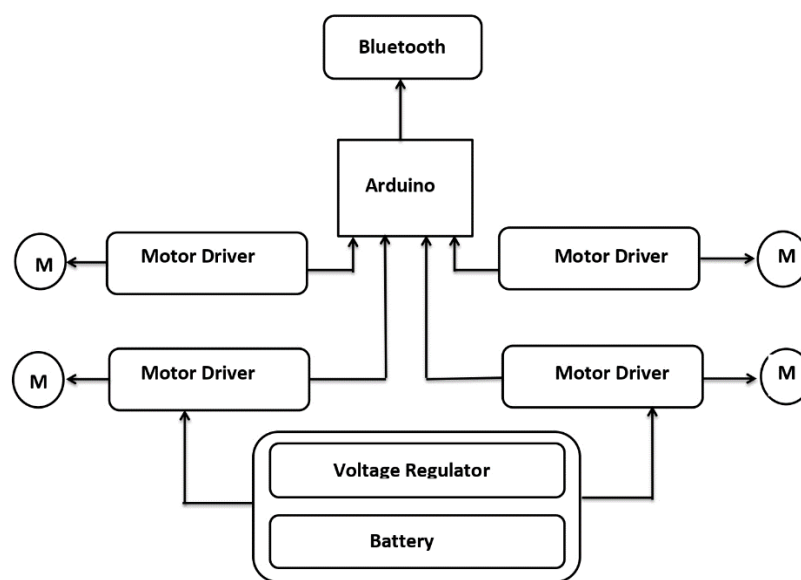 Bluetooth
Arduino
M
Motor Driver
Motor Driver
M
M
Motor Driver
Motor Driver
M
Voltage Regulator
Battery